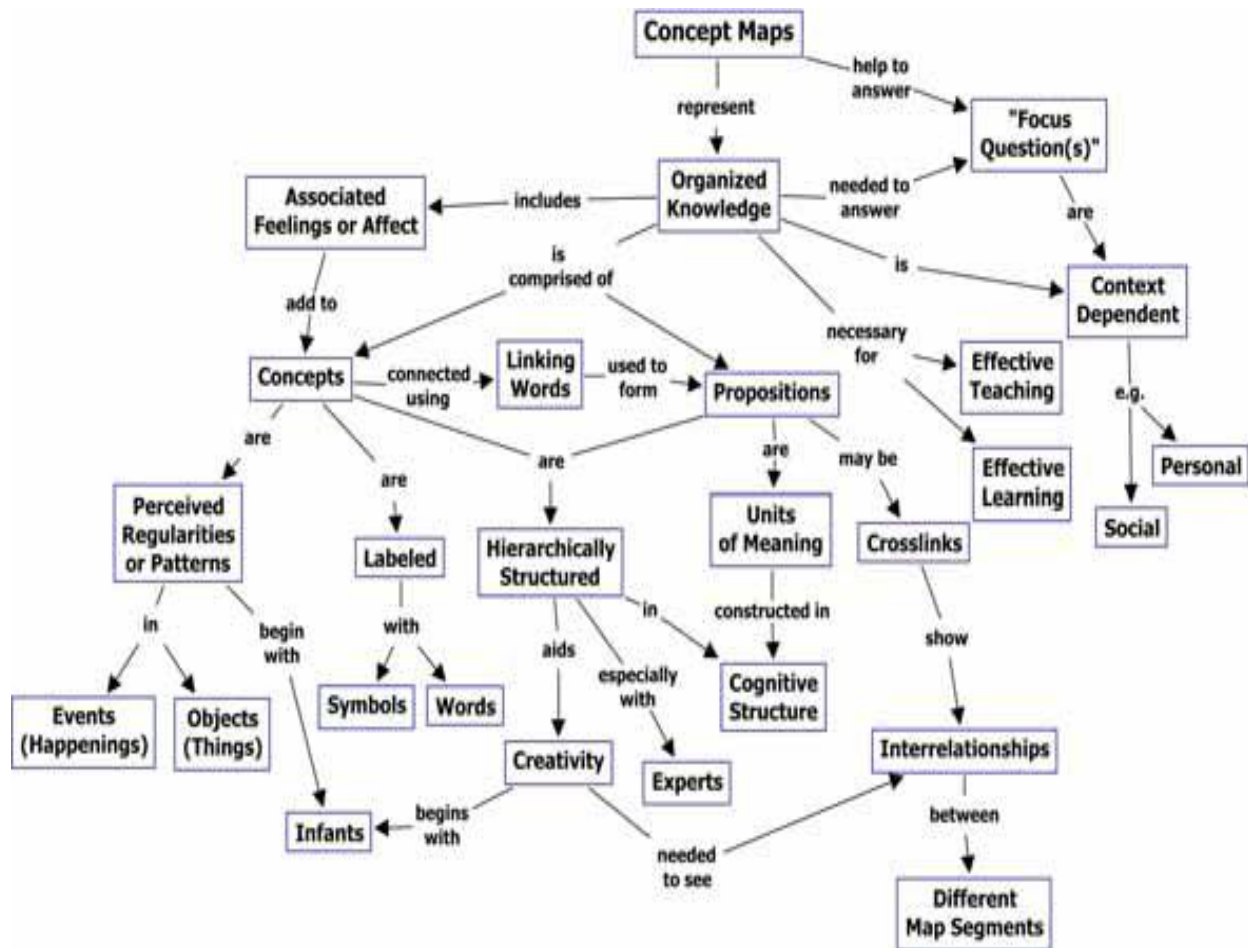 Concept Maps
help to
answer
represent
"Focus
Question(s)"
Organized
Knowledge
needed to
answer
Associated
Feelings or Affect
includes
are
is
comprised of
is
Context
Dependent
add to
necessary
for
Concepts
connected
using
Linking
Words
used to
form
Propositions
Effective
Teaching
e.g.
are
are
are
are
may be
Effective
Learning
Personal
Perceived
Regularities
or Patterns
Labeled
Hierarchically
Structured
Units
of Meaning
Crosslinks
Social
in
begin
with
with
aids
in
constructed in
show
especially
with
Events
(Happenings)
Objects
(Things)
Symbols
Words
Cognitive
Structure
Creativity
Experts
Interrelationships
Infants
begins
with
needed
to see
between
Different
Map Segments